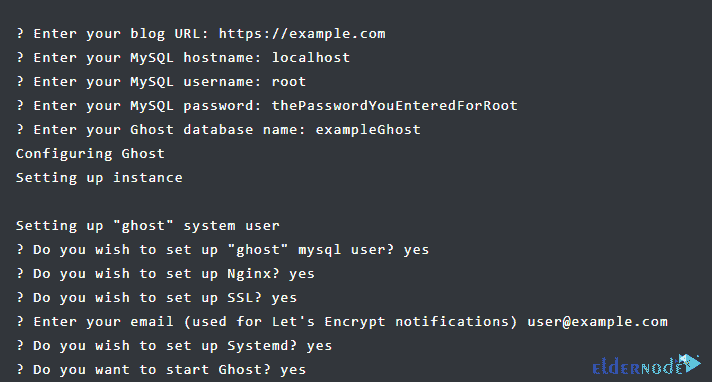 ? Enter your blog URL: https://example.com
? Enter your MySQL hostname: localhost
? Enter your MySQL username: root
? Enter your MySQL password: thePasswordYouEnteredForRoot
? Enter your Ghost database name: exampleGhost
Configuring Ghost
Setting up instance
Setting up "ghost" system user
? Do you wish to set up "ghost" mysql user? yes
? Do you wish to set up Nginx? yes
? Do you wish to set up SSL? yes
? Enter your email (used for Let's Encrypt notifications) user@example.com
? Do you wish to set up Systemd? yes
? Do you want to start Ghost? yes
elderNODE